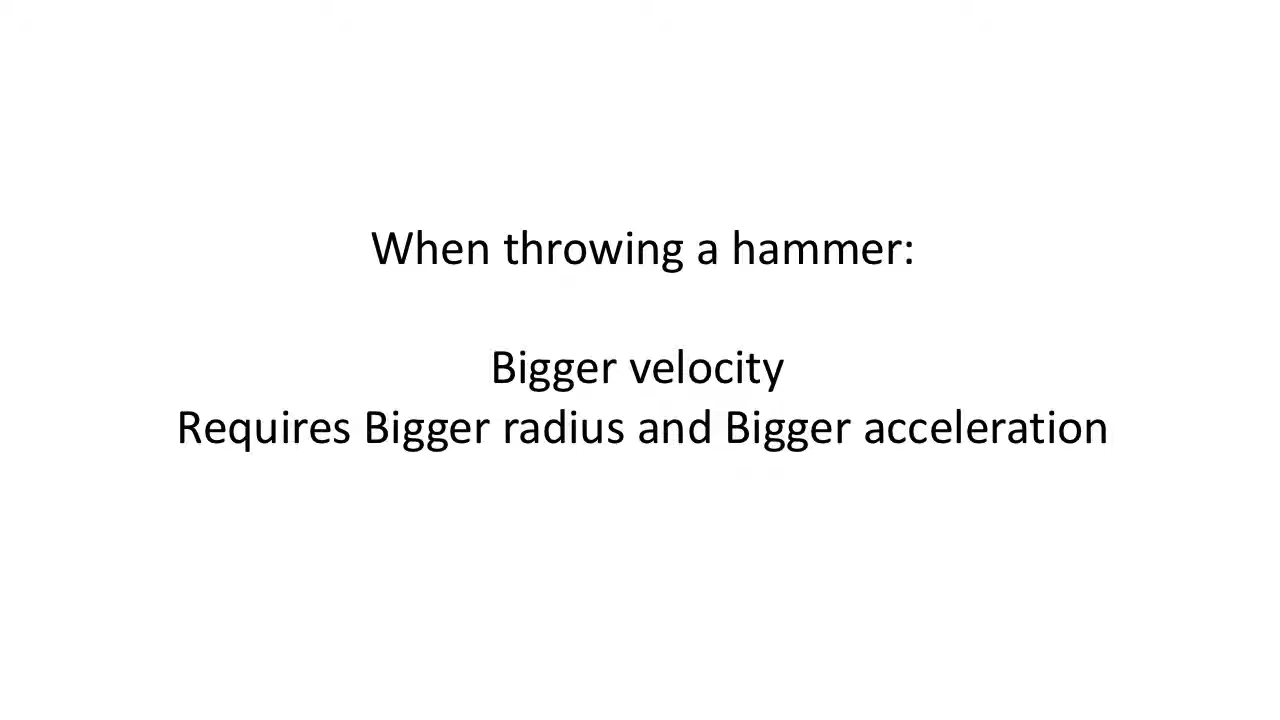 When throwing a hammer:
Bigger velocity
Requires Bigger radius and Bigger acceleration